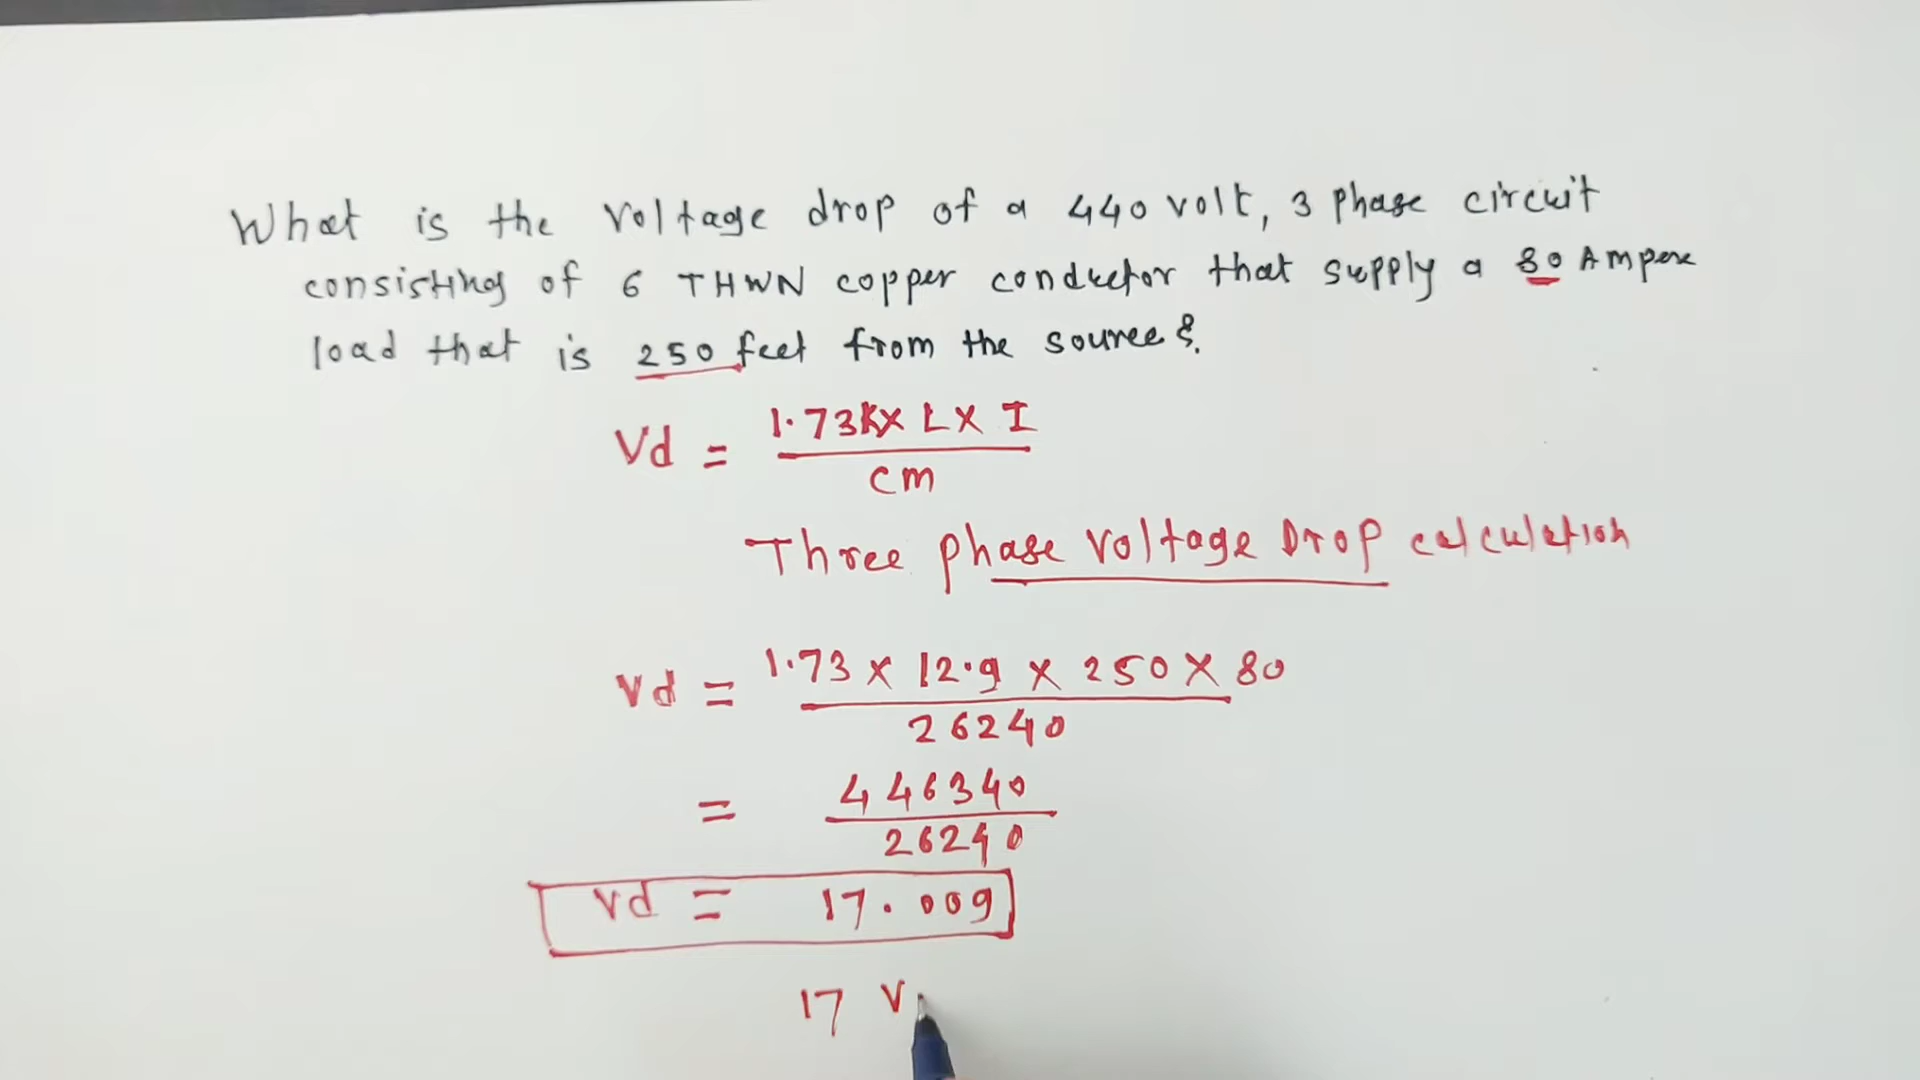 What is the voltage drop of a 440 volt, 3 phase circuit
consisting of 6 THWN copper conductor that supply a 80 Ampere
load that is 250 feet from the source?
Vd = 1.73K x L x I
cm
Three phase voltage Drop calculation
Vd = 1.73 x 12.9 x 250 x 80
26240
= 446340
26240
Vd = 17.009
17 V